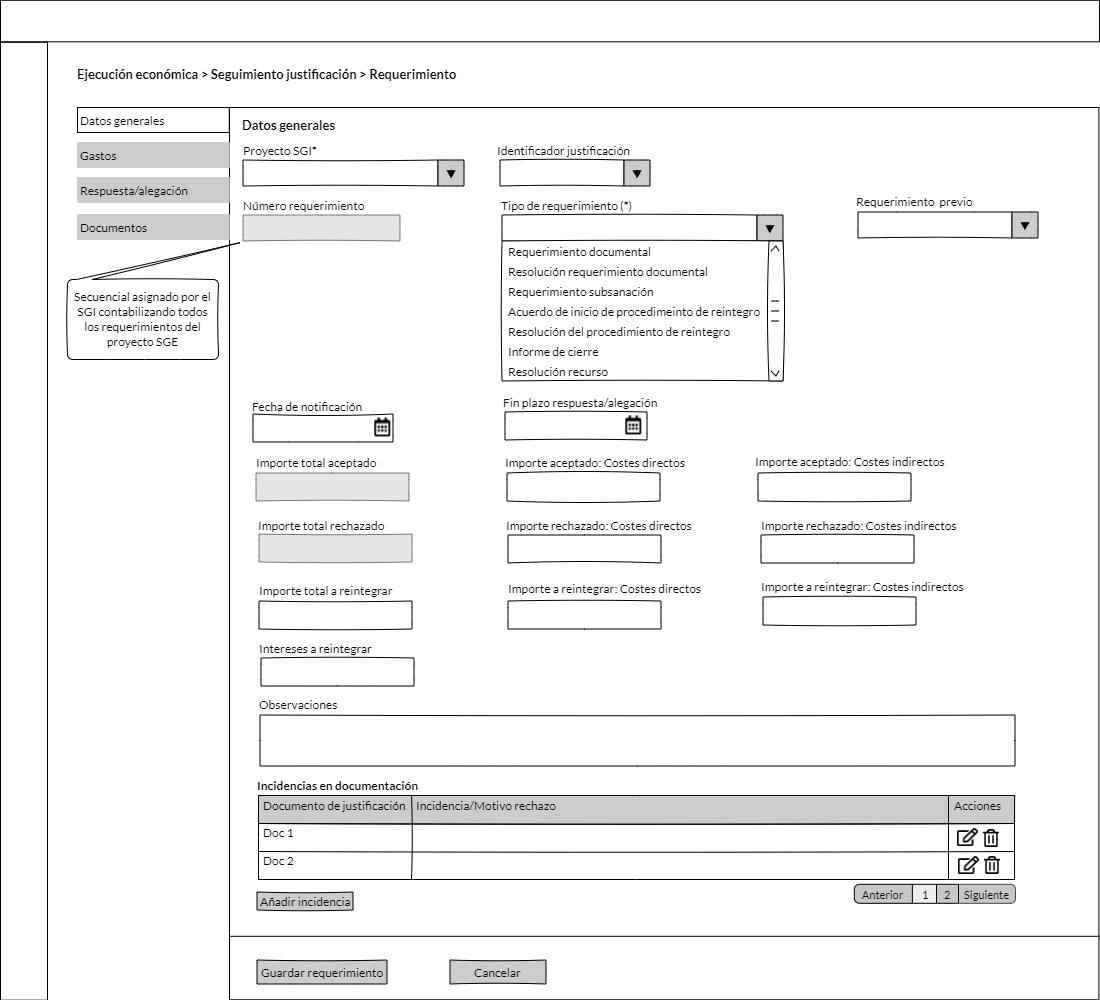 Ejecución económica > Seguimiento justificación > Requerimiento
Datos generales
Gastos
Respuesta/alegación
Documentos
Secuencial asignado por el
SGI contabilizando todos
los requerimientos del
proyecto SGE
Datos generales
Proyecto SGI*
Identificador justificación
Número requerimiento
Tipo de requerimiento (*)
Requerimiento previo
Requerimiento documental
Resolución requerimiento documental
Requerimiento subsanación
Acuerdo de inicio de procedimeinto de reintegro
Resolución del procedimiento de reintegro
Informe de cierre
Resolución recurso
Fecha de notificación
Fin plazo respuesta/alegación
Importe total aceptado
Importe aceptado: Costes directos
Importe aceptado: Costes indirectos
Importe total rechazado
Importe rechazado: Costes directos
Importe rechazado: Costes indirectos
Importe total a reintegrar
Importe a reintegrar: Costes directos
Importe a reintegrar: Costes indirectos
Intereses a reintegrar
Observaciones
Incidencias en documentación
Documento de justificación
Incidencia/Motivo rechazo
Acciones
Doc 1
Doc 2
Añadir incidencia
Anterior 1 2 Siguiente
Guardar requerimiento
Cancelar